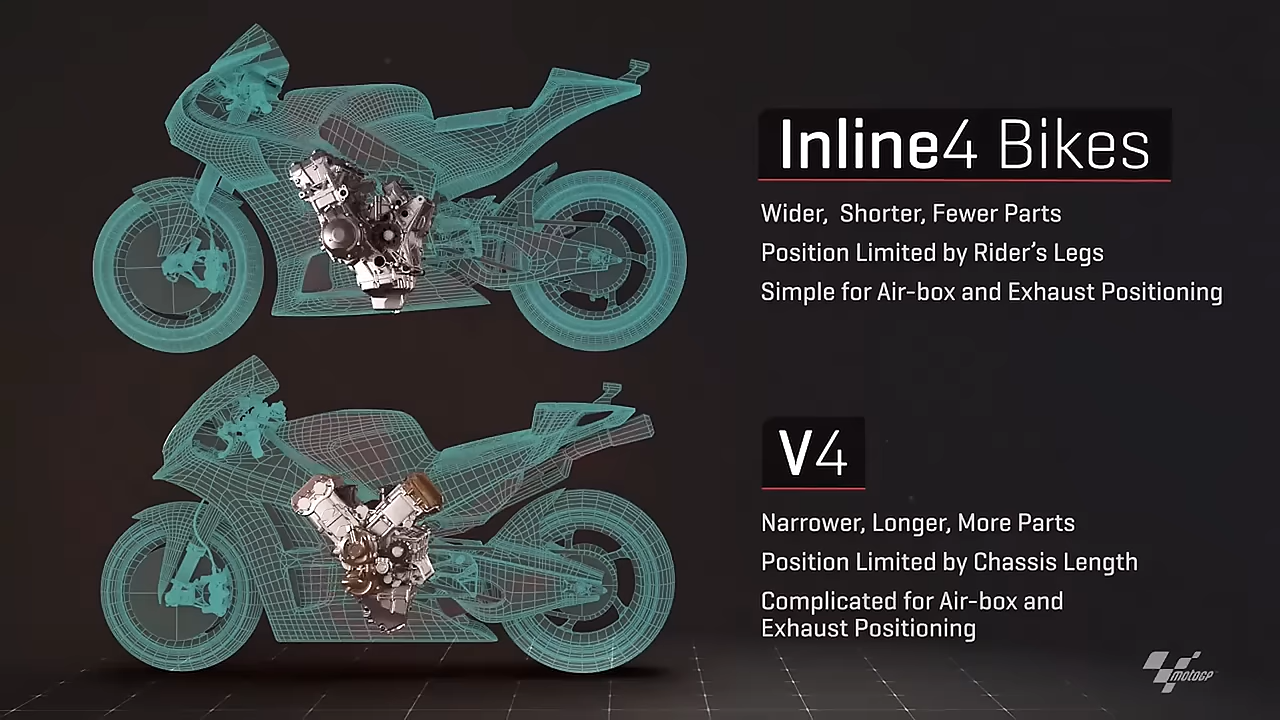 Inline4 Bikes
Wider, Shorter, Fewer Parts
Position Limited by Rider's Legs
Simple for Air-box and Exhaust Positioning
V4
Narrower, Longer, More Parts
Position Limited by Chassis Length
Complicated for Air-box and
Exhaust Positioning
motoGP